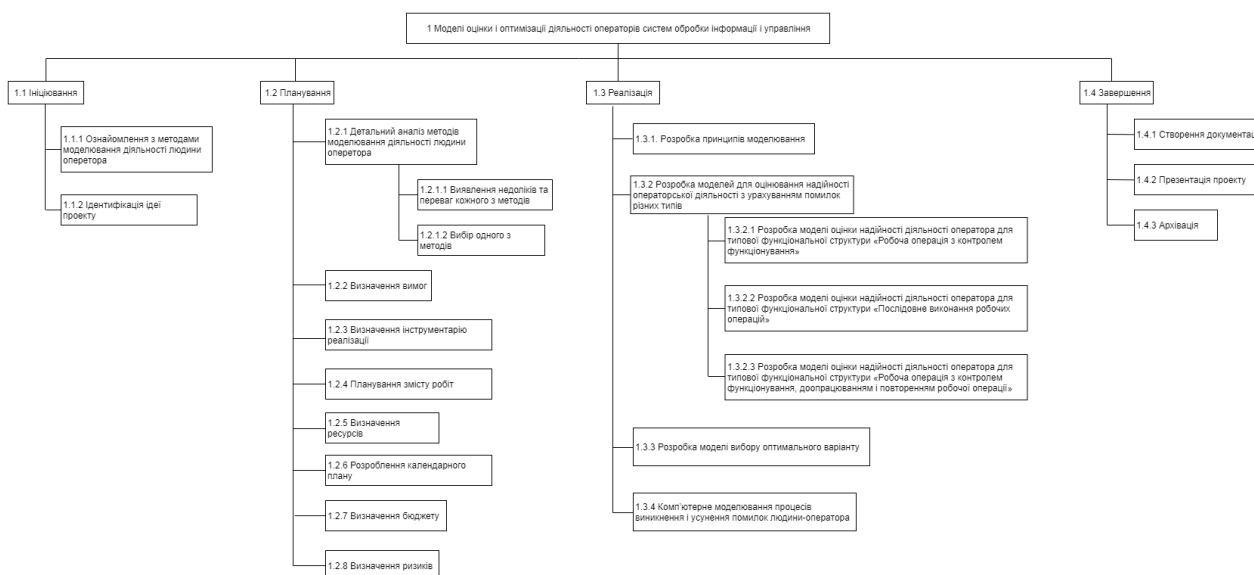 1 Моделі оцінки і оптимізації діяльності операторів систем обробки інформації і управління
1.1 Ініціювання
1.1.1 Ознайомлення з методами
моделювання діяльності людини
оперетора
1.1.2 Ідентифікація ідеї
проекту
1.2 Планування
1.2.1 Детальний аналіз методів
моделювання діяльності людини
оперетора
1.2.1.1 Виявлення недоліків та
переваг кожного з методів
1.2.1.2 Вибір одного з
методів
1.2.2 Визначення вимог
1.2.3 Визначення інструментарію
реалізації
1.2.4 Планування змісту робіт
1.2.5 Визначення
ресурсів
1.2.6 Розроблення календарного
плану
1.2.7 Визначення бюджету
1.2.8 Визначення ризиків
1.3 Реалізація
1.3.1. Розробка принципів моделювання
1.3.2 Розробка моделей для оцінювання надійності
операторської діяльності з урахуванням помилок
різних типів
1.3.2.1 Розробка моделі оцінки надійності діяльності оператора для
типової функціональної структури «Робоча операція з контролем
функціонування»
1.3.2.2 Розробка моделі оцінки надійності діяльності оператора для
типової функціональної структури «Послідовне виконання робочих
операцій»
1.3.2.3 Розробка моделі оцінки надійності діяльності оператора для
типової функціональної структури «Робоча операція з контролем
функціонування, доопрацюванням і повторенням робочої операції»
1.3.3 Розробка моделі вибору оптимального варіанту
1.3.4 Комп'ютерне моделювання процесів
виникнення і усунення помилок людини-оператора
1.4 Завершення
1.4.1 Створення документац
1.4.2 Презентація проекту
1.4.3 Архівація